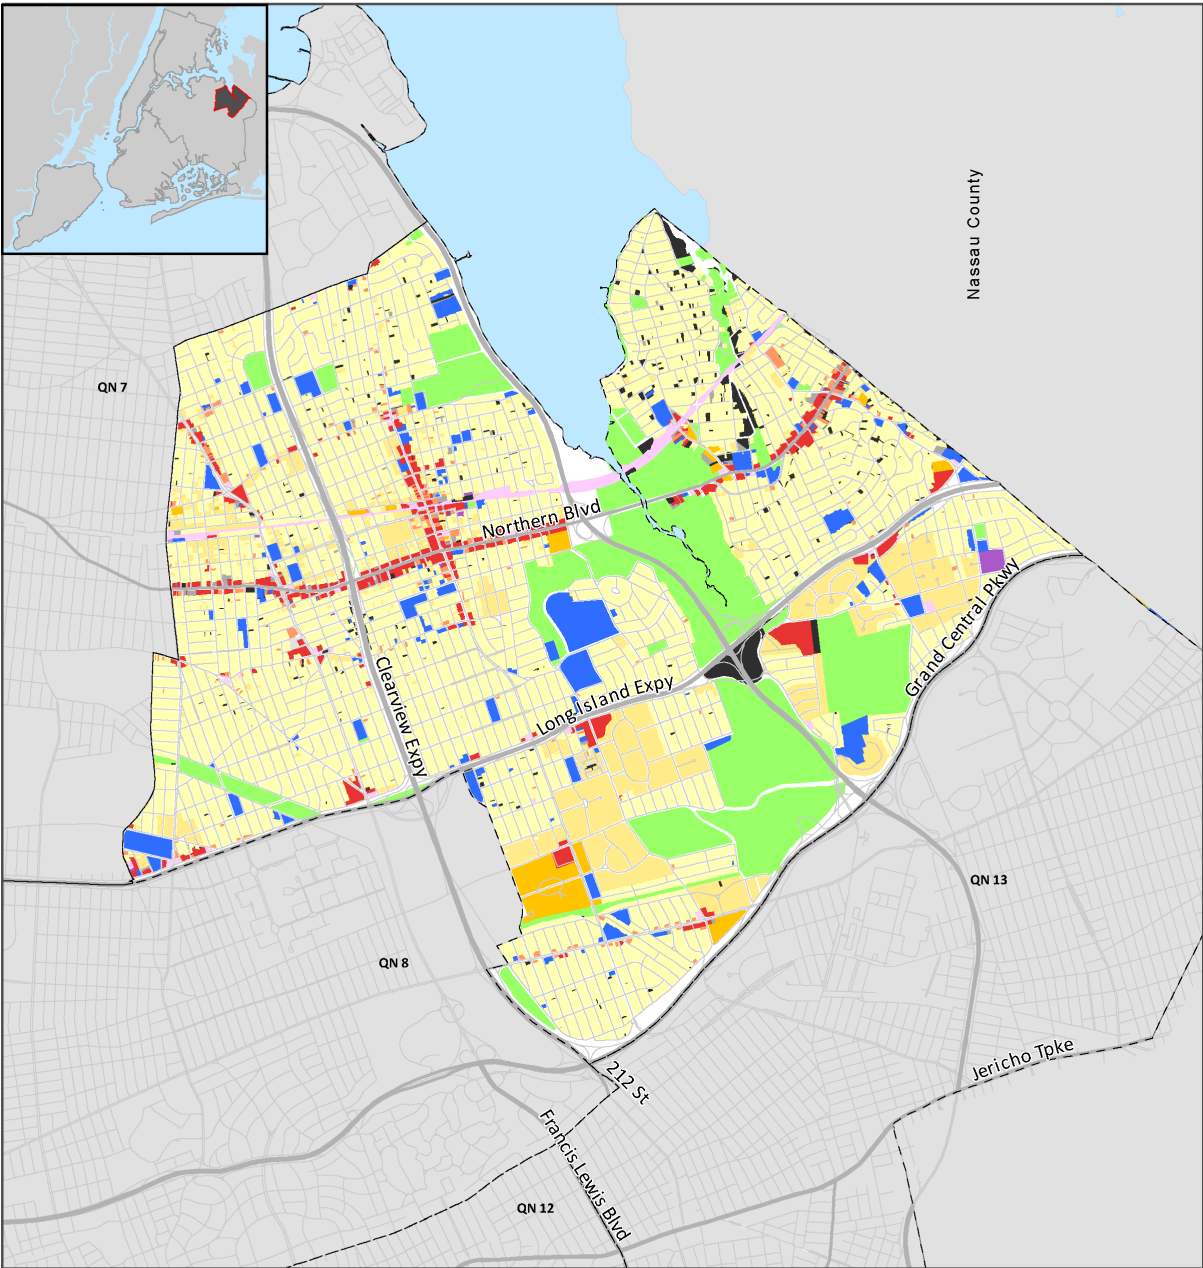 Nassau County
QN 7
Northern Blvd
Clearview Expy
Long Island Expy
Grand Central Pkwy
QN 13
QN 8
212 St
Jericho Tpke
Francis Lewis Blvd
QN 12